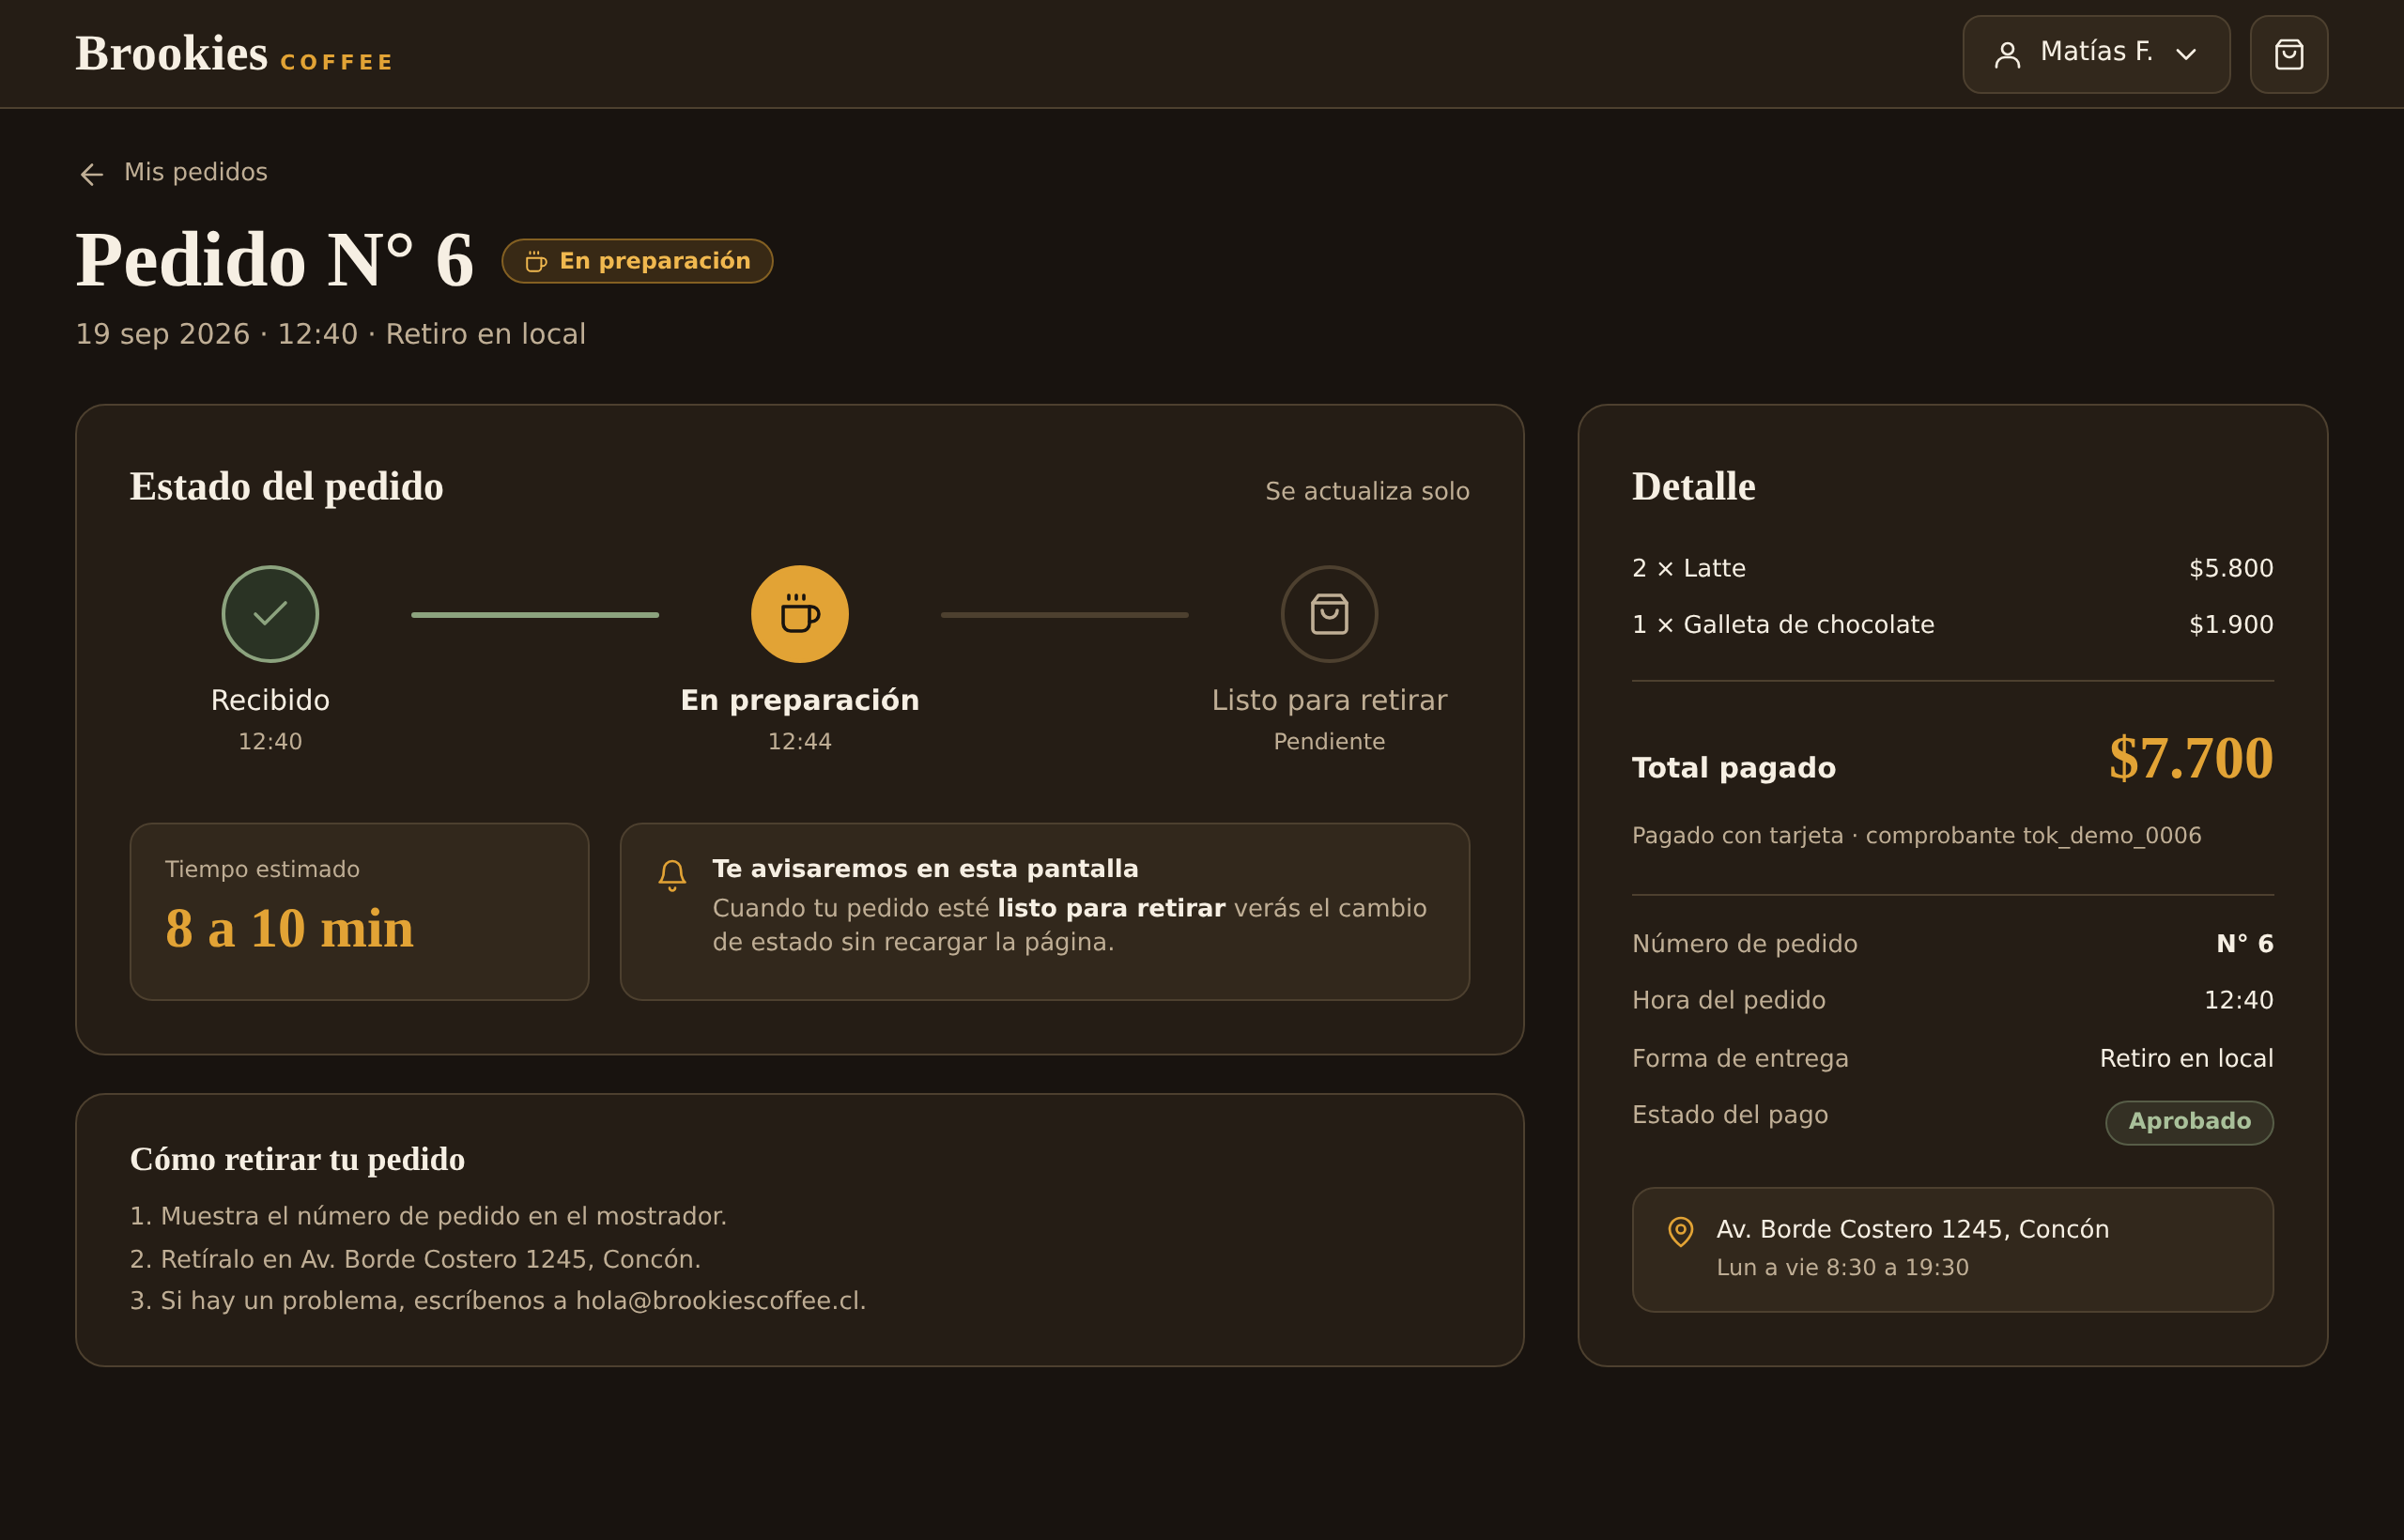 Brookies COFFEE
Matías F.
Mis pedidos
Pedido N° 6
En preparación
19 sep 2026 · 12:40 · Retiro en local
Estado del pedido
Se actualiza solo
Recibido
12:40
En preparación
12:44
Listo para retirar
Pendiente
Tiempo estimado
8 a 10 min
Te avisaremos en esta pantalla
Cuando tu pedido esté listo para retirar verás el cambio
de estado sin recargar la página.
Cómo retirar tu pedido
1. Muestra el número de pedido en el mostrador.
2. Retíralo en Av. Borde Costero 1245, Concón.
3. Si hay un problema, escríbenos a hola@brookiescoffee.cl.
Detalle
2 × Latte $5.800
1 × Galleta de chocolate $1.900
Total pagado $7.700
Pagado con tarjeta · comprobante tok_demo_0006
Número de pedido N° 6
Hora del pedido 12:40
Forma de entrega Retiro en local
Estado del pago Aprobado
Av. Borde Costero 1245, Concón
Lun a vie 8:30 a 19:30